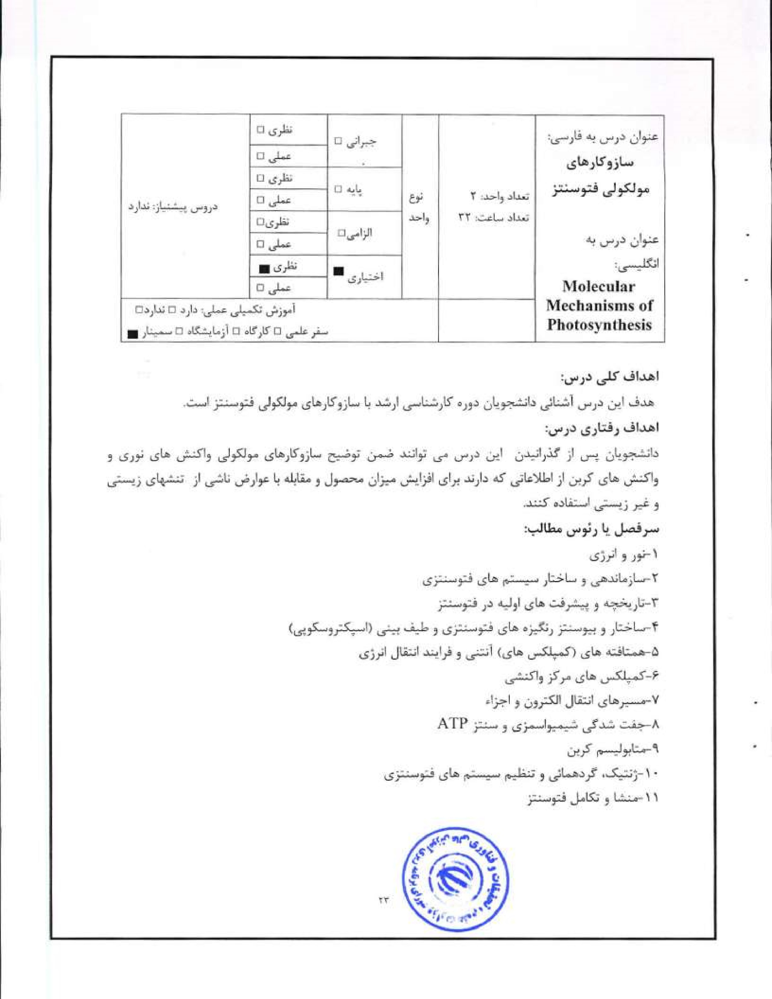 عنوان درس به فارسی:
سازوکارهای
مولکولی فتوسنتز
عنوان درس به
انگلیسی:
Molecular
Mechanisms of
Photosynthesis
تعداد واحد: ۲
تعداد ساعت: ۳۲
نوع
واحد
جبرانی □
نظری □
عملی □
پایه □
نظری □
عملی □
الزامی□
نظری□
عملی □
اختیاری ■
نظری ■
عملی □
دروس پیشنیاز: ندارد
آموزش تکمیلی عملی: دارد □ ندارد□
سفر علمی □ کارگاه □ آزمایشگاه □ سمینار ■
اهداف کلی درس:
هدف این درس آشنائی دانشجویان دوره کارشناسی ارشد با سازوکارهای مولکولی فتوسنتز است.
اهداف رفتاری درس:
دانشجویان پس از گذرانیدن این درس می توانند ضمن توضیح سازوکارهای مولکولی واکنش های نوری و
واکنش های کربن از اطلاعاتی که دارند برای افزایش میزان محصول و مقابله با عوارض ناشی از تنشهای زیستی
و غیر زیستی استفاده کنند.
سرفصل یا رئوس مطالب:
۱-نور و انرژی
۲-سازماندهی و ساختار سیستم های فتوسنتزی
۳-تاریخچه و پیشرفت های اولیه در فتوسنتز
۴-ساختار و بیوسنتز رنگیزه های فتوسنتزی و طیف بینی (اسپکتروسکوپی)
۵-همتافته های (کمپلکس های) آنتنی و فرایند انتقال انرژی
۶-کمپلکس های مرکز واکنشی
۷-مسیرهای انتقال الکترون و اجزاء
۸-جفت شدگی شیمیواسمزی و سنتز ATP
۹-متابولیسم کربن
۱۰-ژنتیک، گردهمائی و تنظیم سیستم های فتوسنتزی
۱۱-منشا و تکامل فتوسنتز
۲۳